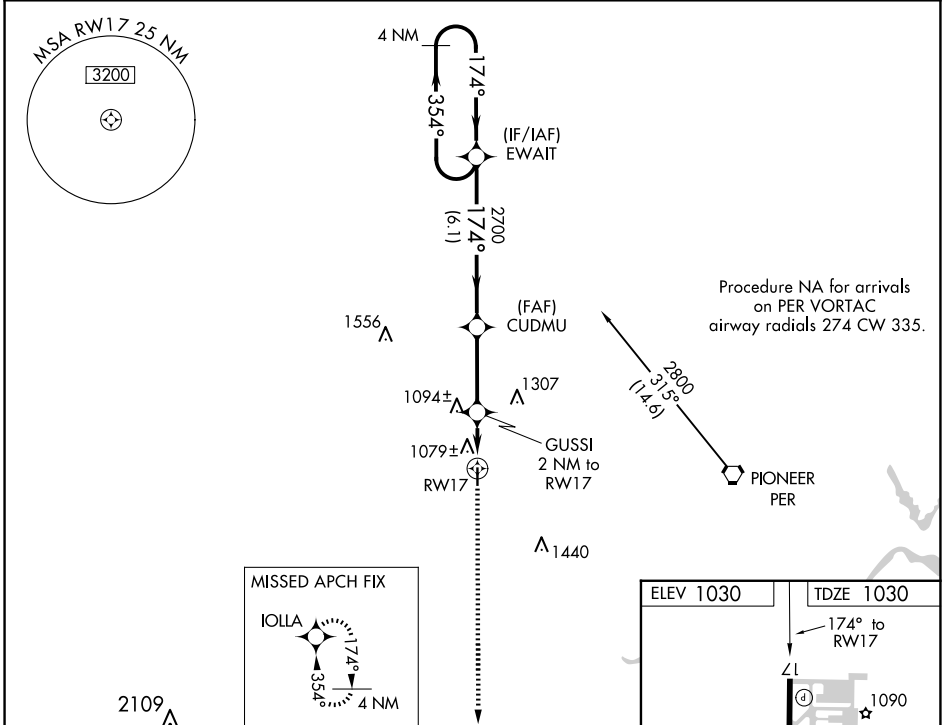 MSA RW17 25 NM
3200
4 NM
174°
354°
(IF/IAF)
EWAIT
2700
174°
(6.1)
(FAF)
CUDMU
1556
Procedure NA for arrivals
on PER VORTAC
airway radials 274 CW 335.
2800
315°
(14.6)
1094±
1307
1079±
GUSSI
2 NM to
RW17
RW17
PIONEER
PER
1440
MISSED APCH FIX
IOLLA
174°
354°
4 NM
2109
ELEV 1030
TDZE 1030
174° to
RW17
17
P
1090